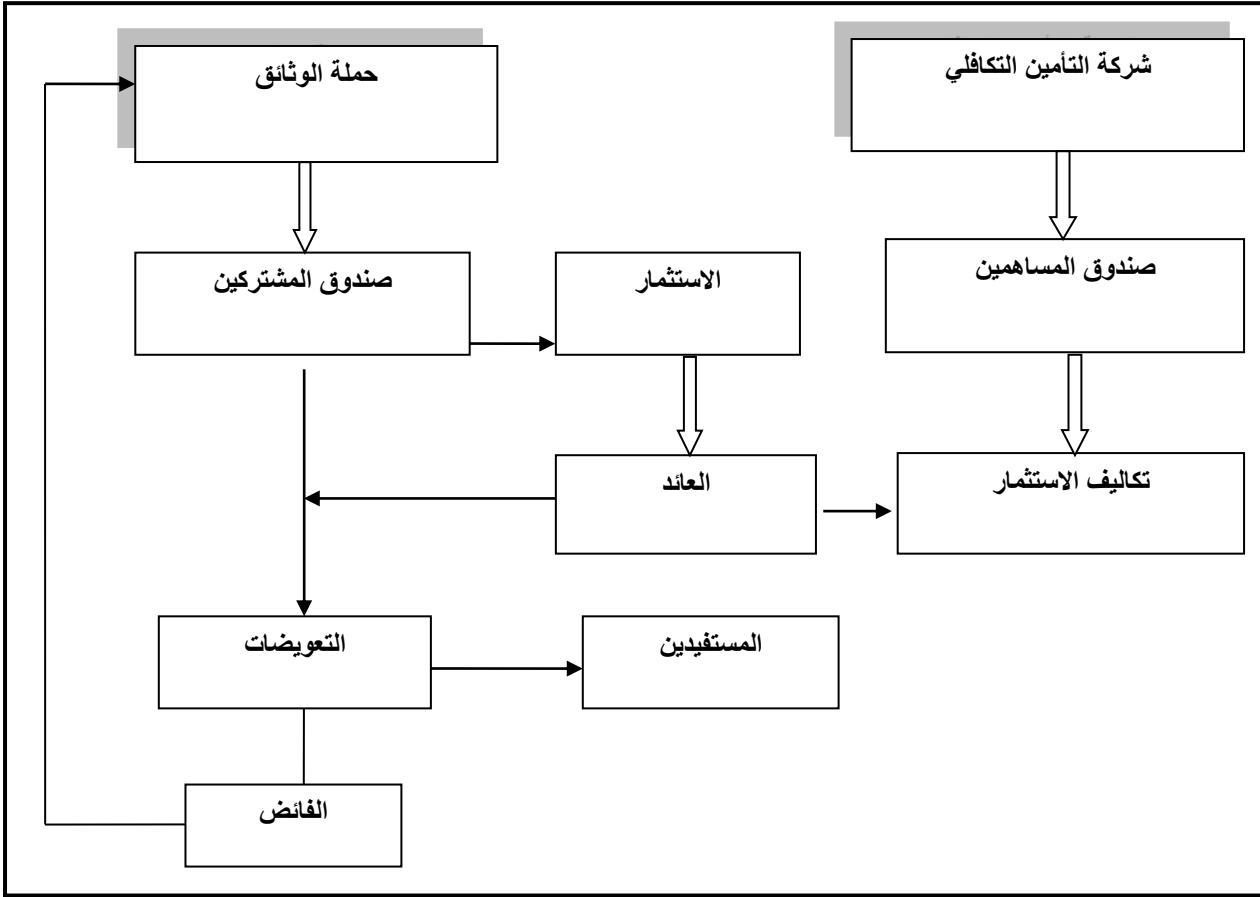 شركة التأمين التكافلي
حملة الوثائق
صندوق المساهمين
الاستثمار
صندوق المشتركين
تكاليف الاستثمار
العائد
المستفيدين
التعويضات
الفائض